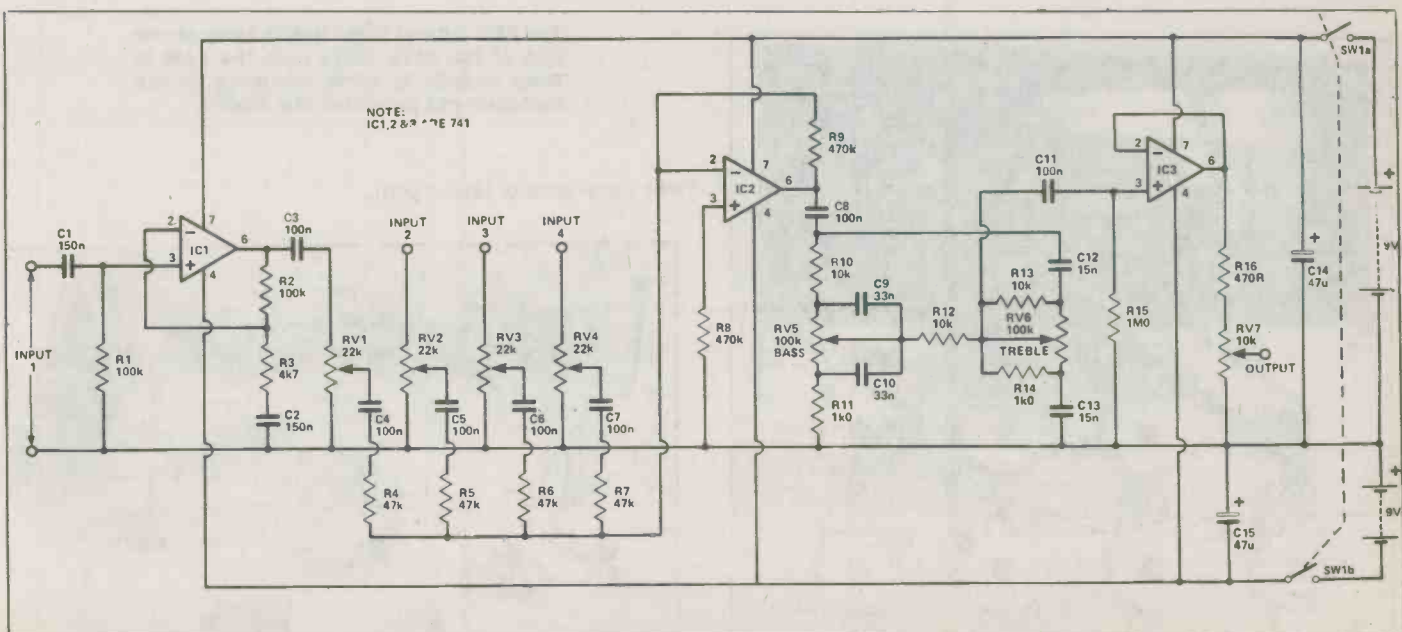 NOTE:
IC1,2 & ARE 741
C1
150n
INPUT
1
R1
100k
2
3
IC1
7
6
4
C3
100n
R2
100k
R3
4k7
C2
150n
RV1
22k
C4
100n
R4
47k
INPUT
2
RV2
22k
C5
100n
R5
47k
INPUT
3
RV3
22k
C6
100n
R6
47k
INPUT
4
RV4
22k
C7
100n
R7
47k
R8
470k
2
3
IC2
7
6
4
R9
470k
C8
100n
R10
10k
C9
33n
RV5
100k
BASS
C10
33n
R11
1k0
R12
10k
C11
100n
C12
15n
R13
10k
RV6
100k
TREBLE
R14
1k0
C13
15n
R15
1M0
2
3
IC3
7
6
4
R16
470R
RV7
10k
OUTPUT
+
C14
47u
+
C15
47u
SW1a
+
9V
+
9V
SW1b